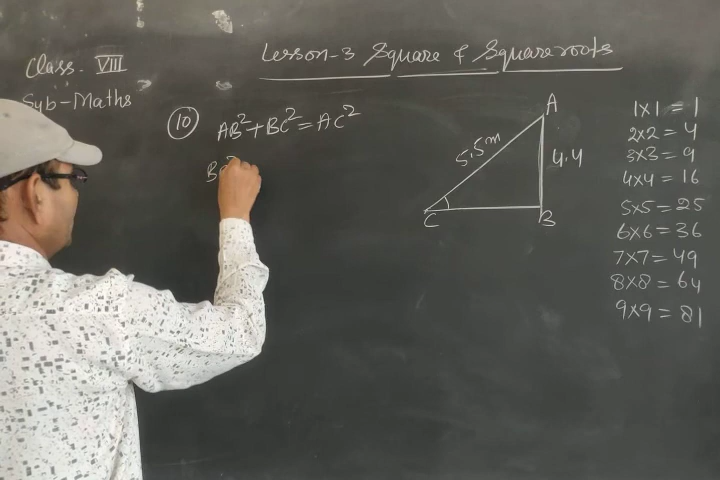 Class. VIII
Sub-Maths
Lesson-3 Square & Squareroots
(10) AB²+BC²=AC²
BC²
A
5.5m
4.4
C
B
1x1=1
2x2=4
3x3=9
4x4=16
5x5=25
6x6=36
7x7=49
8x8=64
9x9=81